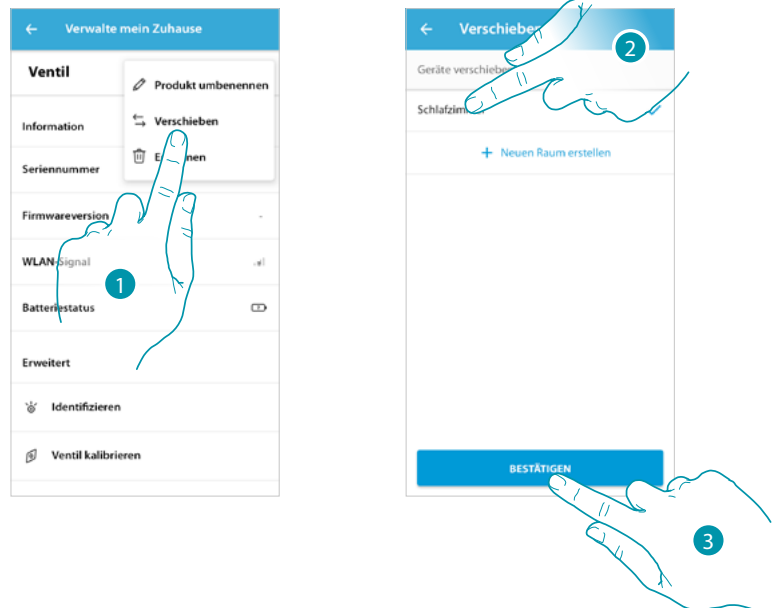 Verwalte mein Zuhause
Ventil
Produkt umbenennen
Verschieben
Information
Seriennummer
Firmwareversion -
WLAN-Signal
1
Batteriestatus
Erweitert
Identifizieren
Ventil kalibrieren
Verschieben
2
Geräte verschieben
+ Neuen Raum erstellen
BESTÄTIGEN
3